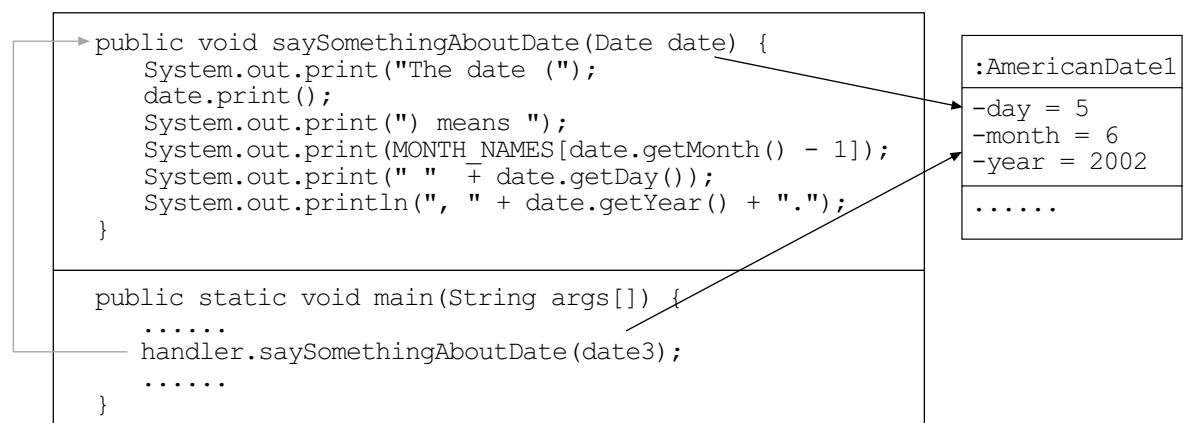 public void saySomethingAboutDate(Date date) {
System.out.print("The date (");
date.print();
System.out.print(") means ");
System.out.print(MONTH_NAMES[date.getMonth() - 1]);
System.out.print(" " + date.getDay());
System.out.println(", " + date.getYear() + ".");
}
public static void main(String args[]) {
......
handler.saySomethingAboutDate(date3);
......
}
:AmericanDate1
-day = 5
-month = 6
-year = 2002
......